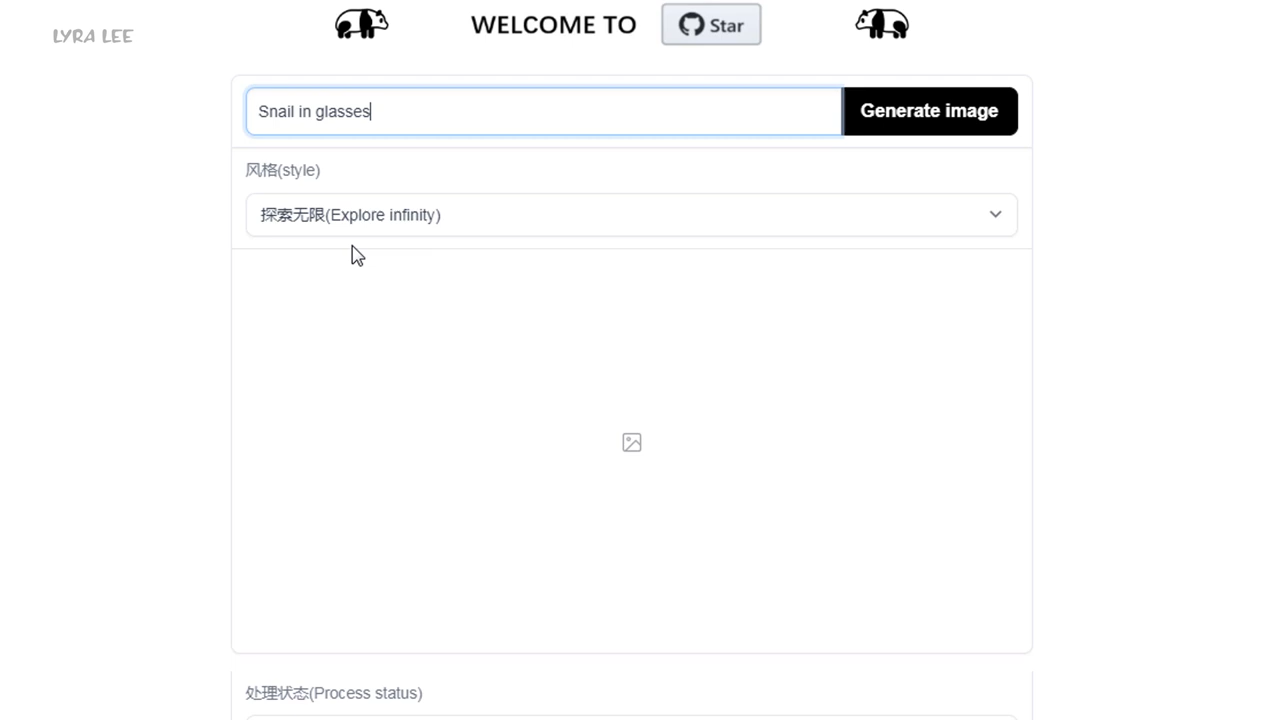 LYRA LEE
WELCOME TO Star
Snail in glasses
Generate image
风格(style)
探索无限(Explore infinity)
处理状态(Process status)